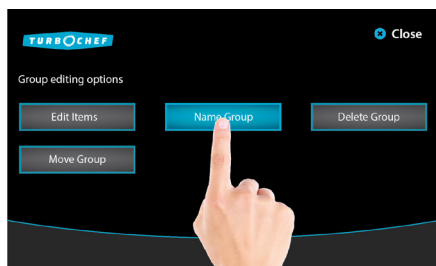 TURBOCHEF
Close
Group editing options
Edit Items
Name Group
Delete Group
Move Group